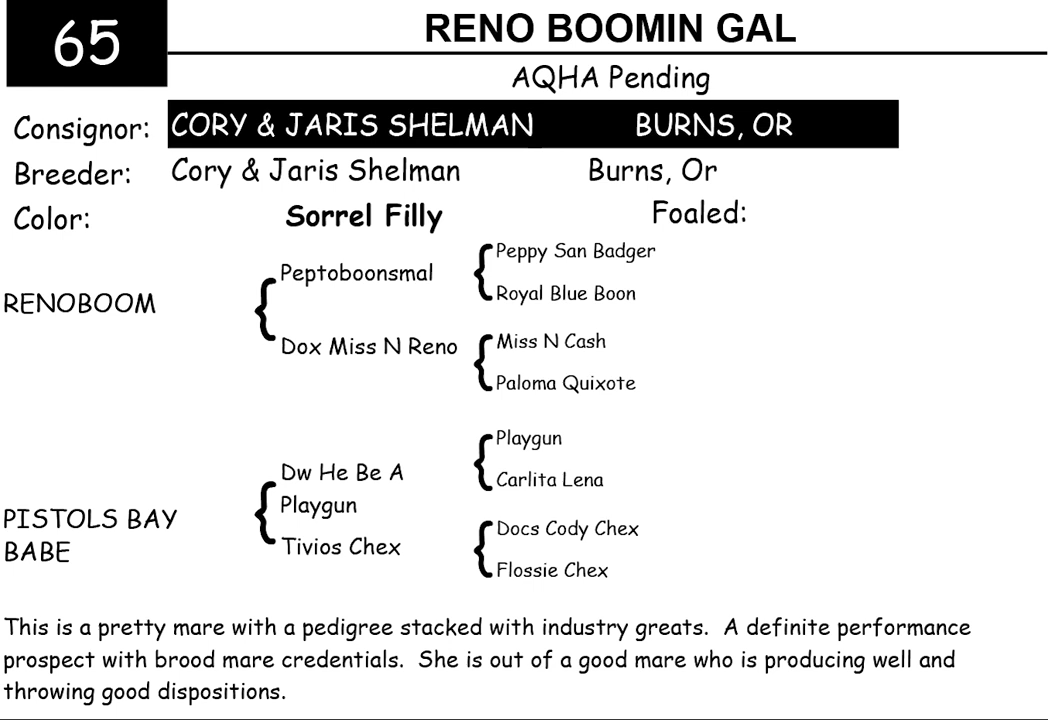 65
RENO BOOMIN GAL
AQHA Pending
Consignor: CORY & JARIS SHELMAN BURNS, OR
Breeder: Cory & Jaris Shelman Burns, Or
Color: Sorrel Filly Foaled:
Peppy San Badger
Peptoboonsmal
Royal Blue Boon
RENOBOOM
Miss N Cash
Dox Miss N Reno
Paloma Quixote
Playgun
Dw He Be A
Playgun
Carlita Lena
PISTOLS BAY
BABE
Docs Cody Chex
Tivios Chex
Flossie Chex
This is a pretty mare with a pedigree stacked with industry greats.  A definite performance
prospect with brood mare credentials.  She is out of a good mare who is producing well and
throwing good dispositions.